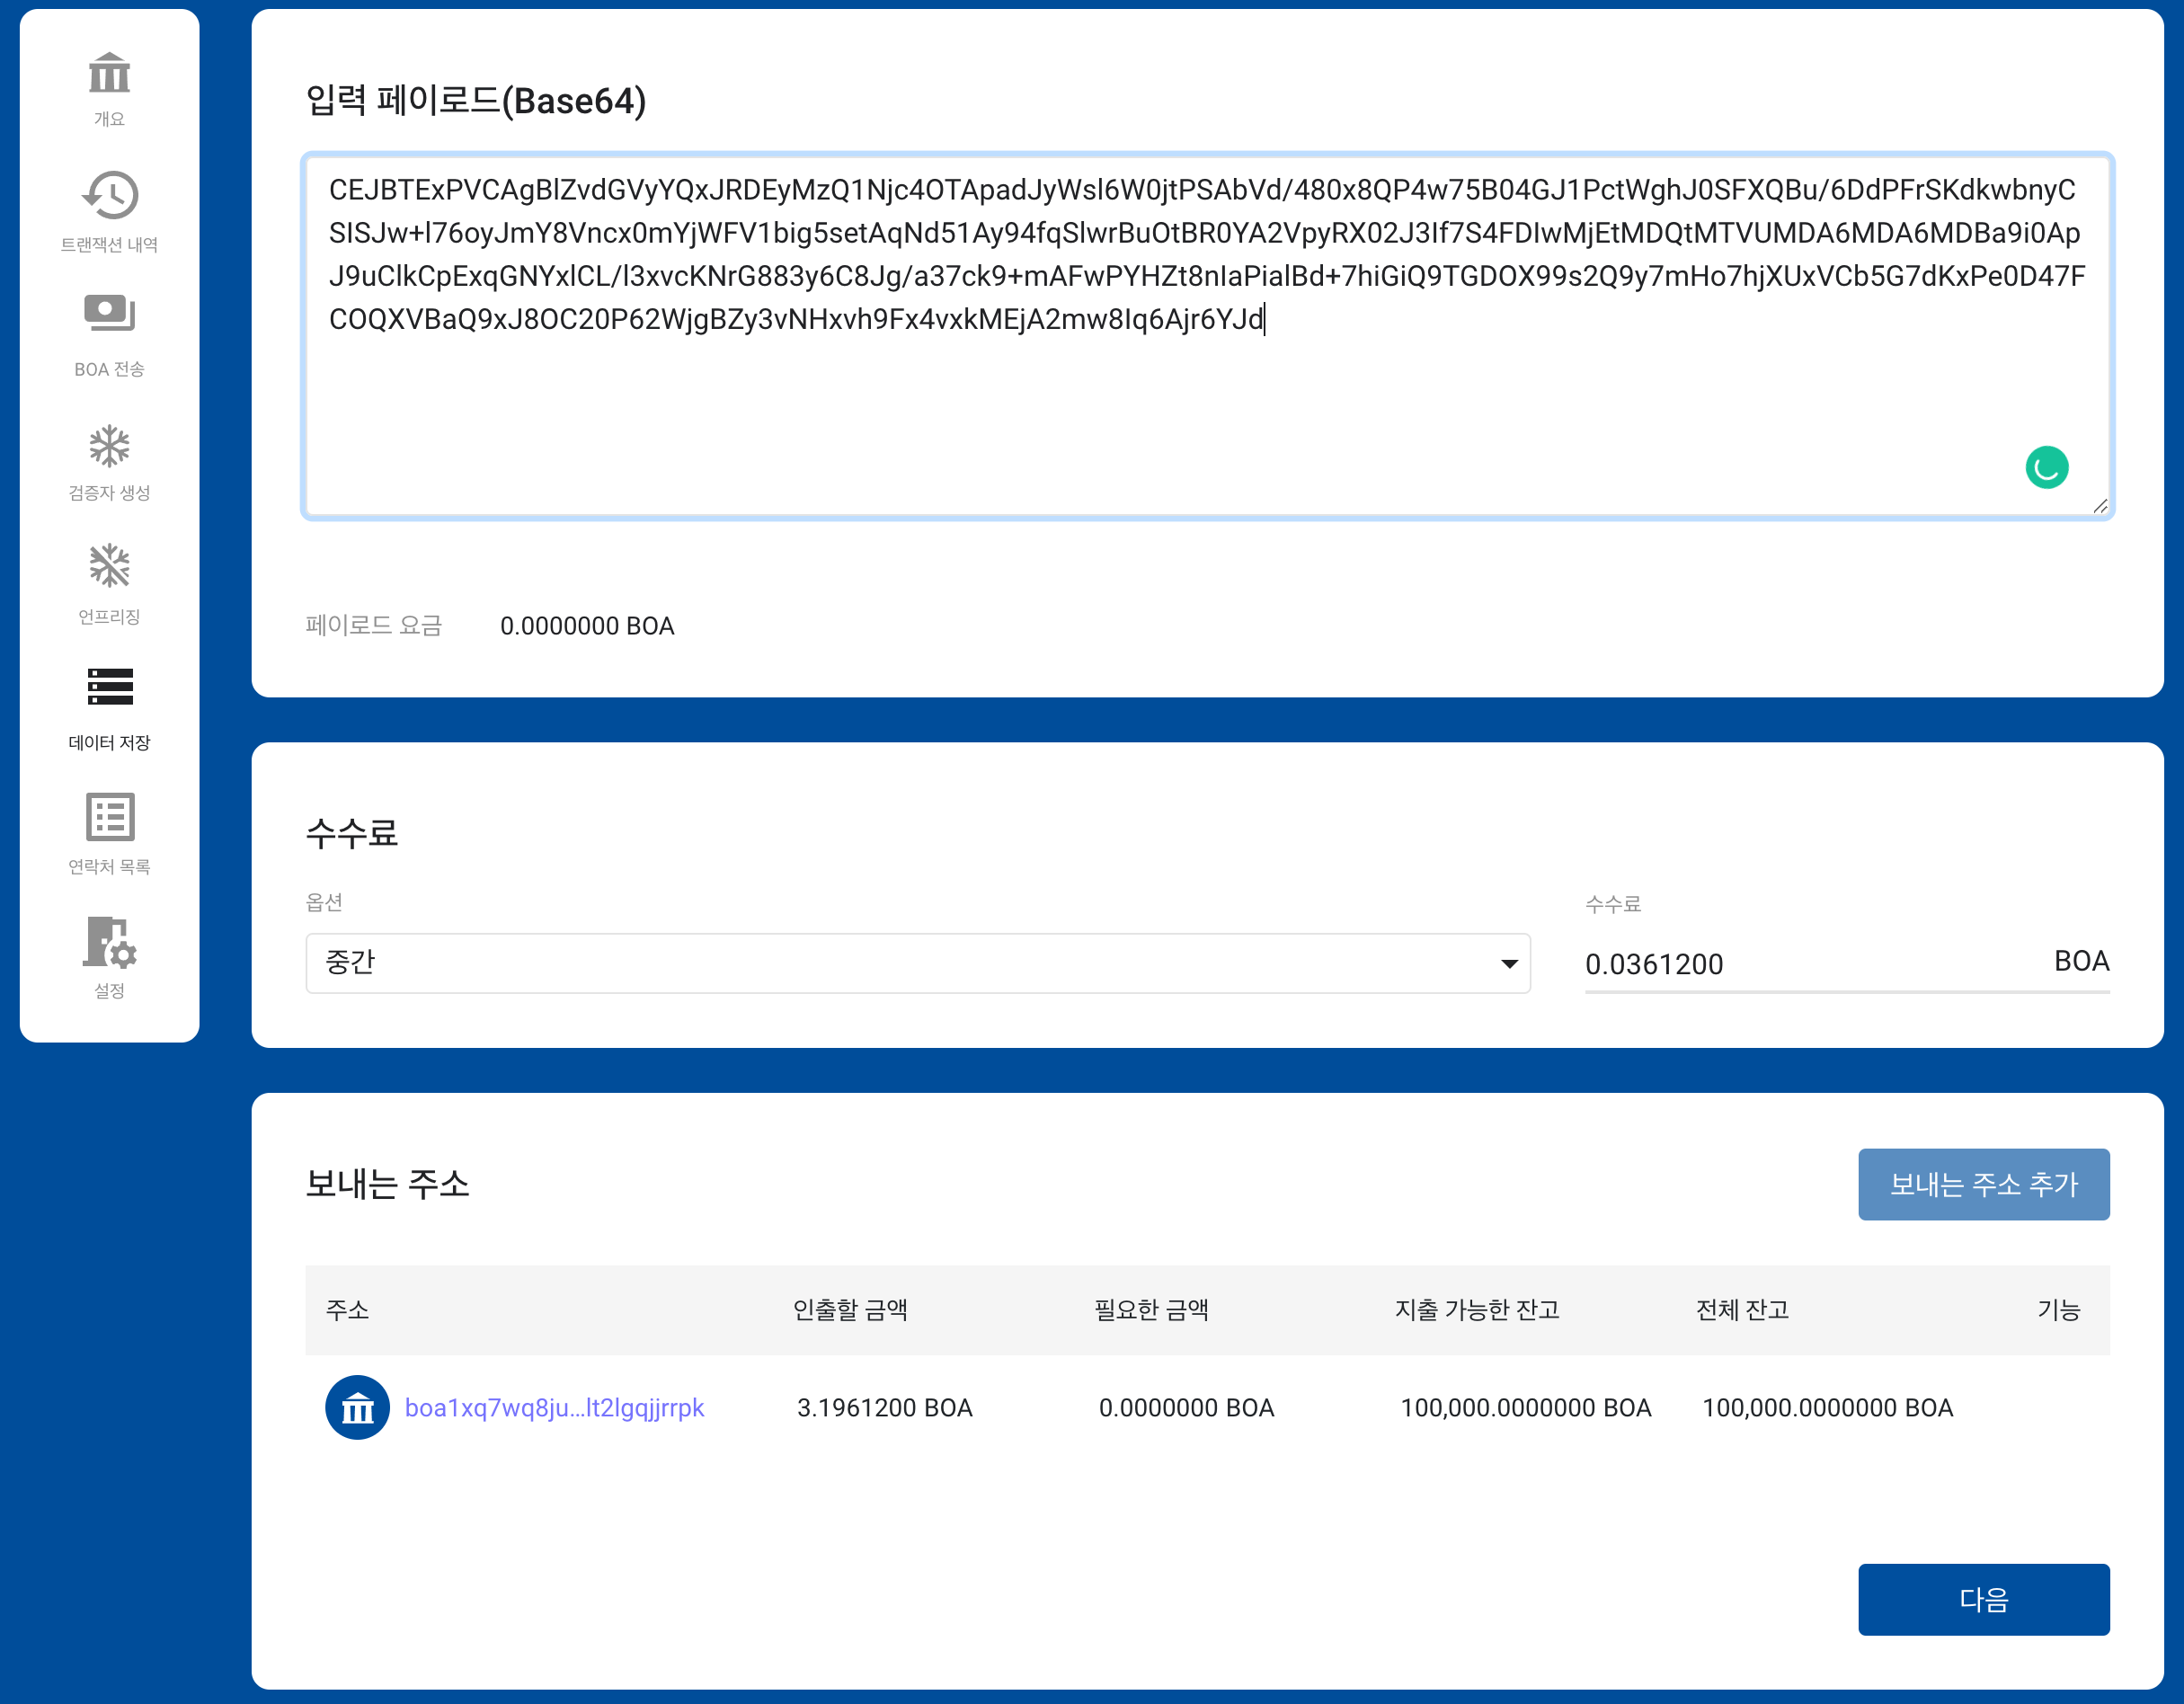 개요
트랜잭션 내역
BOA 전송
검증자 생성
언프리징
데이터 저장
연락처 목록
설정
입력 페이로드(Base64)
CEJBTExPVCAgBlZvdGVyYQxJRDEyMzQ1Njc4OTApadJyWsl6W0jtPSAbVd/480x8QP4w75B04GJ1PctWghJ0SFXQBu/6DdPFrSKdkwbnyC
SISJw+l76oyJmY8Vncx0mYjWFV1big5setAqNd51Ay94fqSlwrBuOtBR0YA2VpyRX02J3If7S4FDIwMjEtMDQtMTVUMDA6MDA6MDBa9i0Ap
J9uClkCpExqGNYxlCL/l3xvcKNrG883y6C8Jg/a37ck9+mAFwPYHZt8nIaPialBd+7hiGiQ9TGDOX99s2Q9y7mHo7hjXUxVCb5G7dKxPe0D47F
COQXVBaQ9xJ8OC20P62WjgBZy3vNHxvh9Fx4vxkMEjA2mw8Iq6Ajr6YJd
페이로드 요금 0.0000000 BOA
수수료
옵션 수수료
중간 0.0361200 BOA
보내는 주소 보내는 주소 추가
주소 인출할 금액 필요한 금액 지출 가능한 잔고 전체 잔고 기능
boa1xq7wq8ju...lt2lgqjjrrpk 3.1961200 BOA 0.0000000 BOA 100,000.0000000 BOA 100,000.0000000 BOA
다음